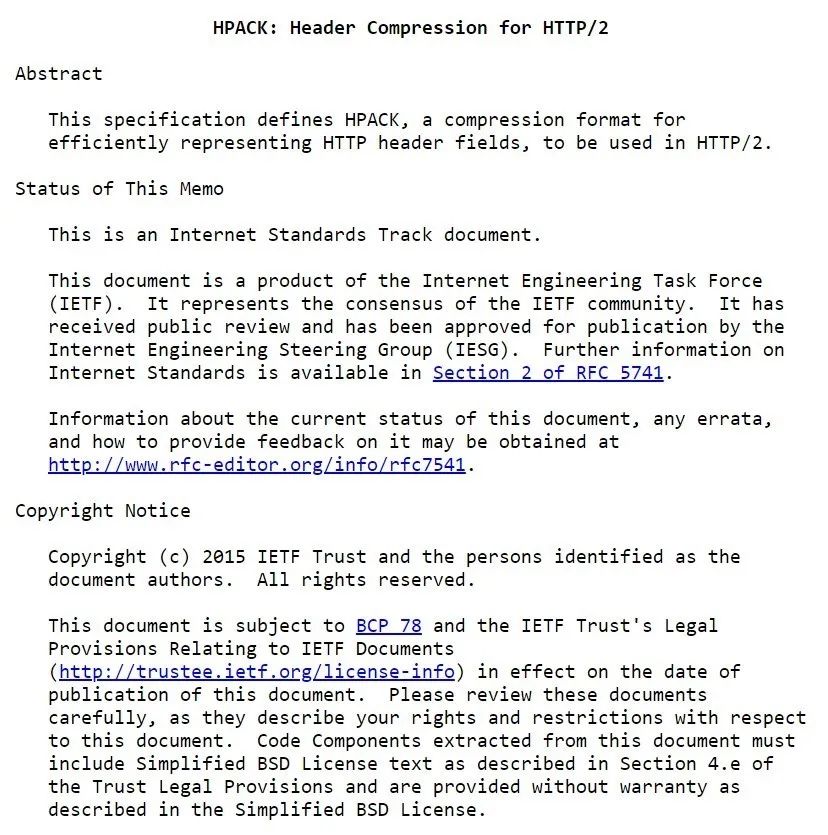 HPACK: Header Compression for HTTP/2
Abstract
This specification defines HPACK, a compression format for
efficiently representing HTTP header fields, to be used in HTTP/2.
Status of This Memo
This is an Internet Standards Track document.
This document is a product of the Internet Engineering Task Force
(IETF).  It represents the consensus of the IETF community.  It has
received public review and has been approved for publication by the
Internet Engineering Steering Group (IESG).  Further information on
Internet Standards is available in Section 2 of RFC 5741.
Information about the current status of this document, any errata,
and how to provide feedback on it may be obtained at
http://www.rfc-editor.org/info/rfc7541.
Copyright Notice
Copyright (c) 2015 IETF Trust and the persons identified as the
document authors.  All rights reserved.
This document is subject to BCP 78 and the IETF Trust's Legal
Provisions Relating to IETF Documents
(http://trustee.ietf.org/license-info) in effect on the date of
publication of this document.  Please review these documents
carefully, as they describe your rights and restrictions with respect
to this document.  Code Components extracted from this document must
include Simplified BSD License text as described in Section 4.e of
the Trust Legal Provisions and are provided without warranty as
described in the Simplified BSD License.